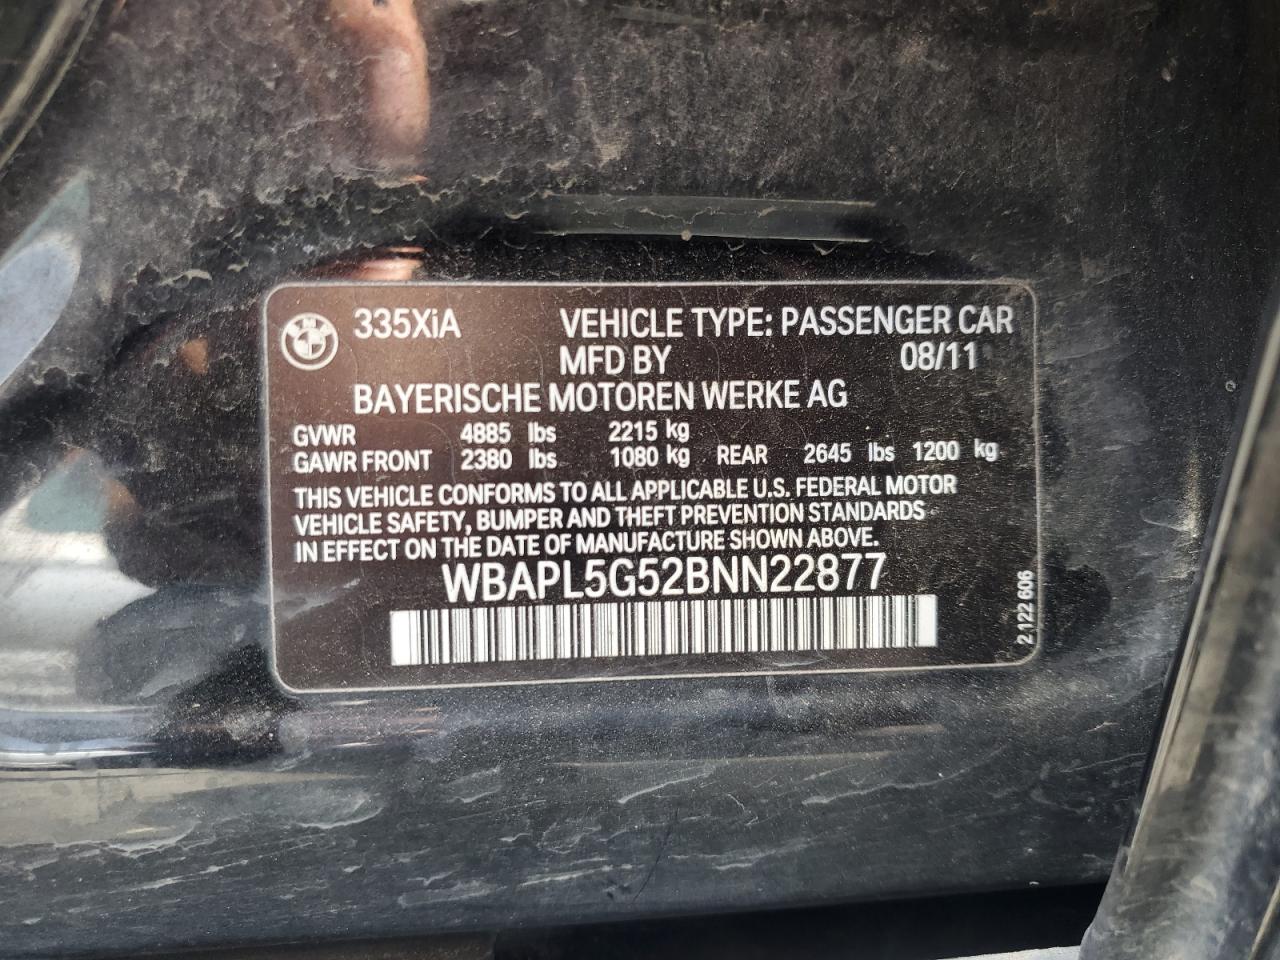 335XiA VEHICLE TYPE: PASSENGER CAR
MFD BY 08/11
BAYERISCHE MOTOREN WERKE AG
GVWR 4885 lbs 2215 kg
GAWR FRONT 2380 lbs 1080 kg REAR 2645 lbs 1200 kg
THIS VEHICLE CONFORMS TO ALL APPLICABLE U.S. FEDERAL MOTOR
VEHICLE SAFETY, BUMPER AND THEFT PREVENTION STANDARDS
IN EFFECT ON THE DATE OF MANUFACTURE SHOWN ABOVE.
WBAPL5G52BNN22877
2 122 606